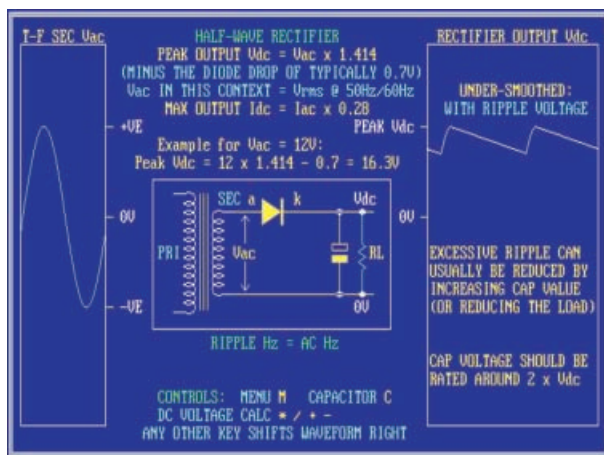 T-F SEC Vac
HALF-WAVE RECTIFIER
RECTIFIER OUTPUT Vdc
PEAK OUTPUT Vdc = Vac x 1.414
(MINUS THE DIODE DROP OF TYPICALLY 0.7V)
Vac IN THIS CONTEXT = Vrms @ 50Hz/60Hz
MAX OUTPUT Idc = Iac x 0.28
Example for Vac = 12V:
Peak Vdc = 12 x 1.414 - 0.7 = 16.3V
UNDER-SMOOTHED:
WITH RIPPLE VOLTAGE
+VE
PEAK Vdc
SEC a k Vdc
0V
0V
PRI
Vac
RL
-VE
0V
EXCESSIVE RIPPLE CAN
USUALLY BE REDUCED BY
INCREASING CAP VALUE
(OR REDUCING THE LOAD)
RIPPLE Hz = AC Hz
CAP VOLTAGE SHOULD BE
RATED AROUND 2 x Vdc
CONTROLS: MENU M CAPACITOR C
DC VOLTAGE CALC * / + -
ANY OTHER KEY SHIFTS WAVEFORM RIGHT